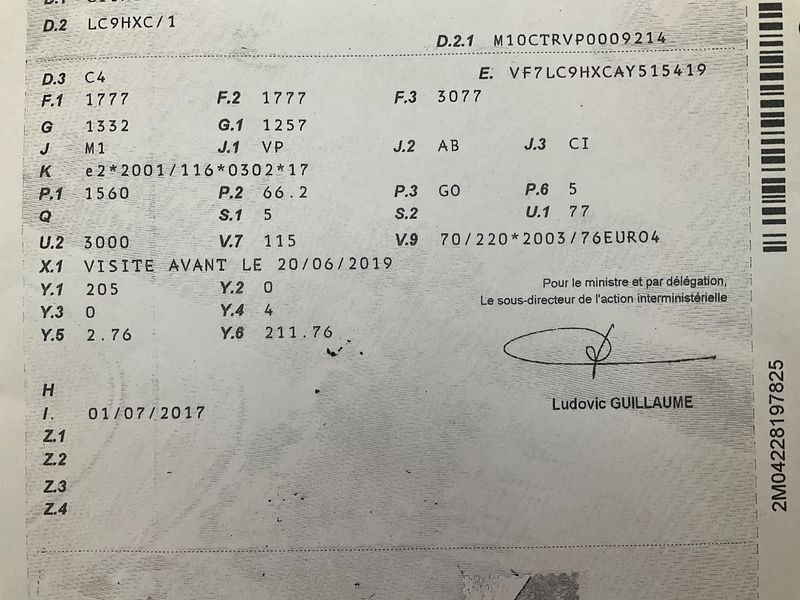 D.2 LC9HXC/1
D.2.1 M10CTRVP0009214
D.3 C4 E. VF7LC9HXCAY515419
F.1 1777 F.2 1777 F.3 3077
G 1332 G.1 1257
J M1 J.1 VP J.2 AB J.3 CI
K e2*2001/116*0302*17
P.1 1560 P.2 66.2 P.3 GO P.6 5
Q S.1 5 S.2 U.1 77
U.2 3000 V.7 115 V.9 70/220*2003/76EURO4
X.1 VISITE AVANT LE 20/06/2019
Y.1 205 Y.2 0
Y.3 0 Y.4 4
Y.5 2.76 Y.6 211.76
Pour le ministre et par délégation,
Le sous-directeur de l'action interministérielle
Ludovic GUILLAUME
H
I. 01/07/2017
Z.1
Z.2
Z.3
Z.4
2M04228197825